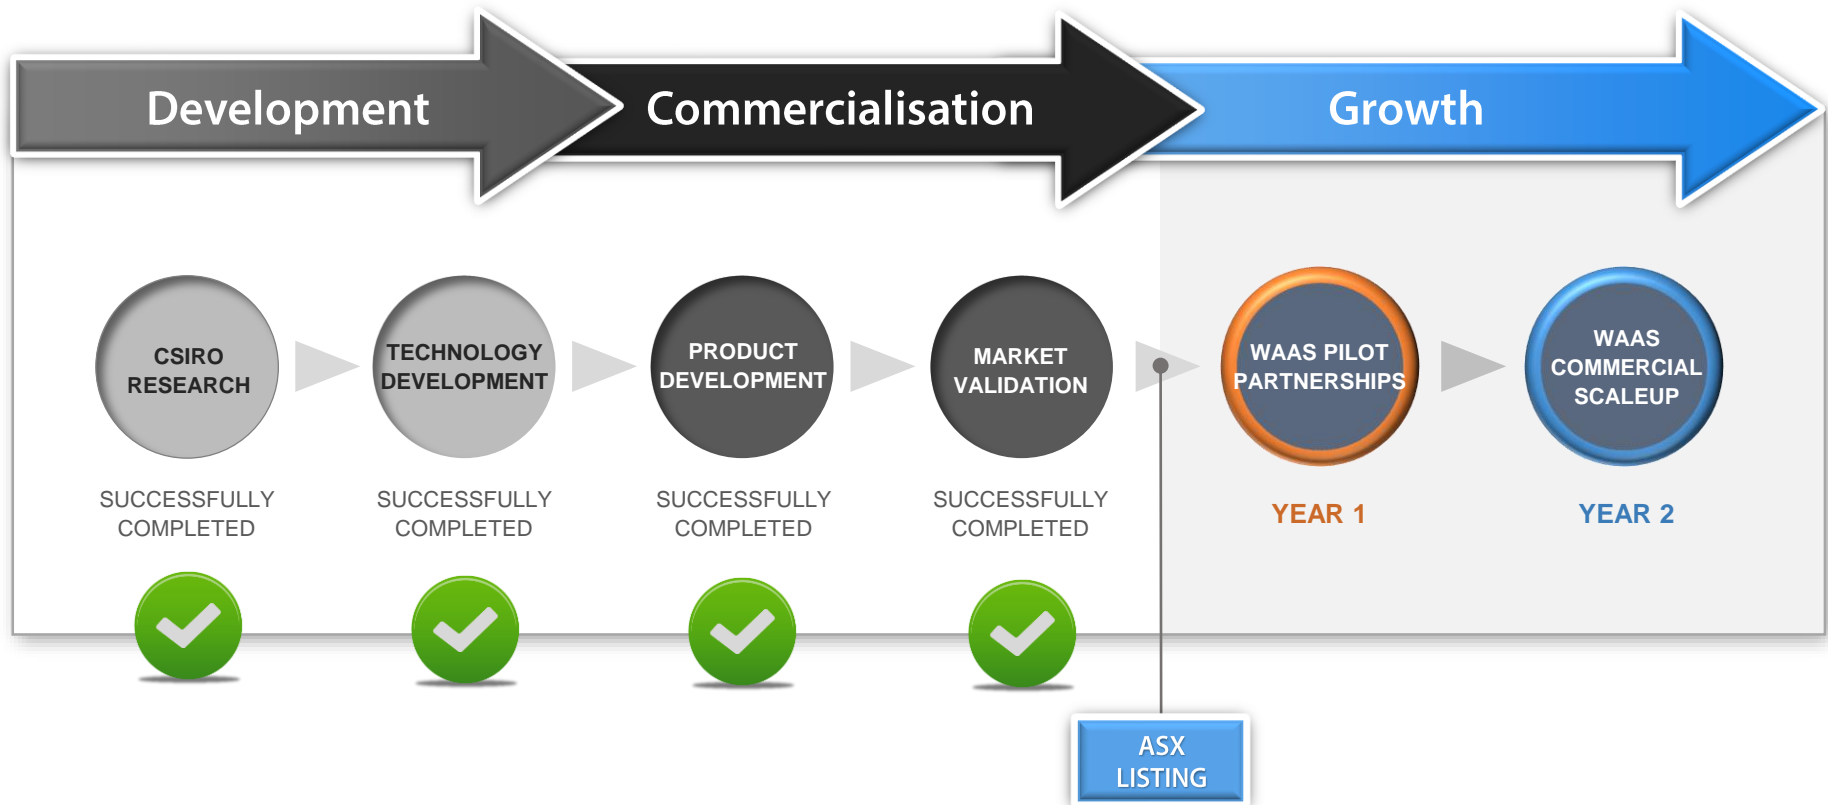 Development
Commercialisation
Growth
CSIRO
RESEARCH
TECHNOLOGY
DEVELOPMENT
PRODUCT
DEVELOPMENT
MARKET
VALIDATION
WAAS PILOT
PARTNERSHIPS
WAAS
COMMERCIAL
SCALEUP
SUCCESSFULLY
COMPLETED
SUCCESSFULLY
COMPLETED
SUCCESSFULLY
COMPLETED
SUCCESSFULLY
COMPLETED
YEAR 1
YEAR 2
ASX
LISTING